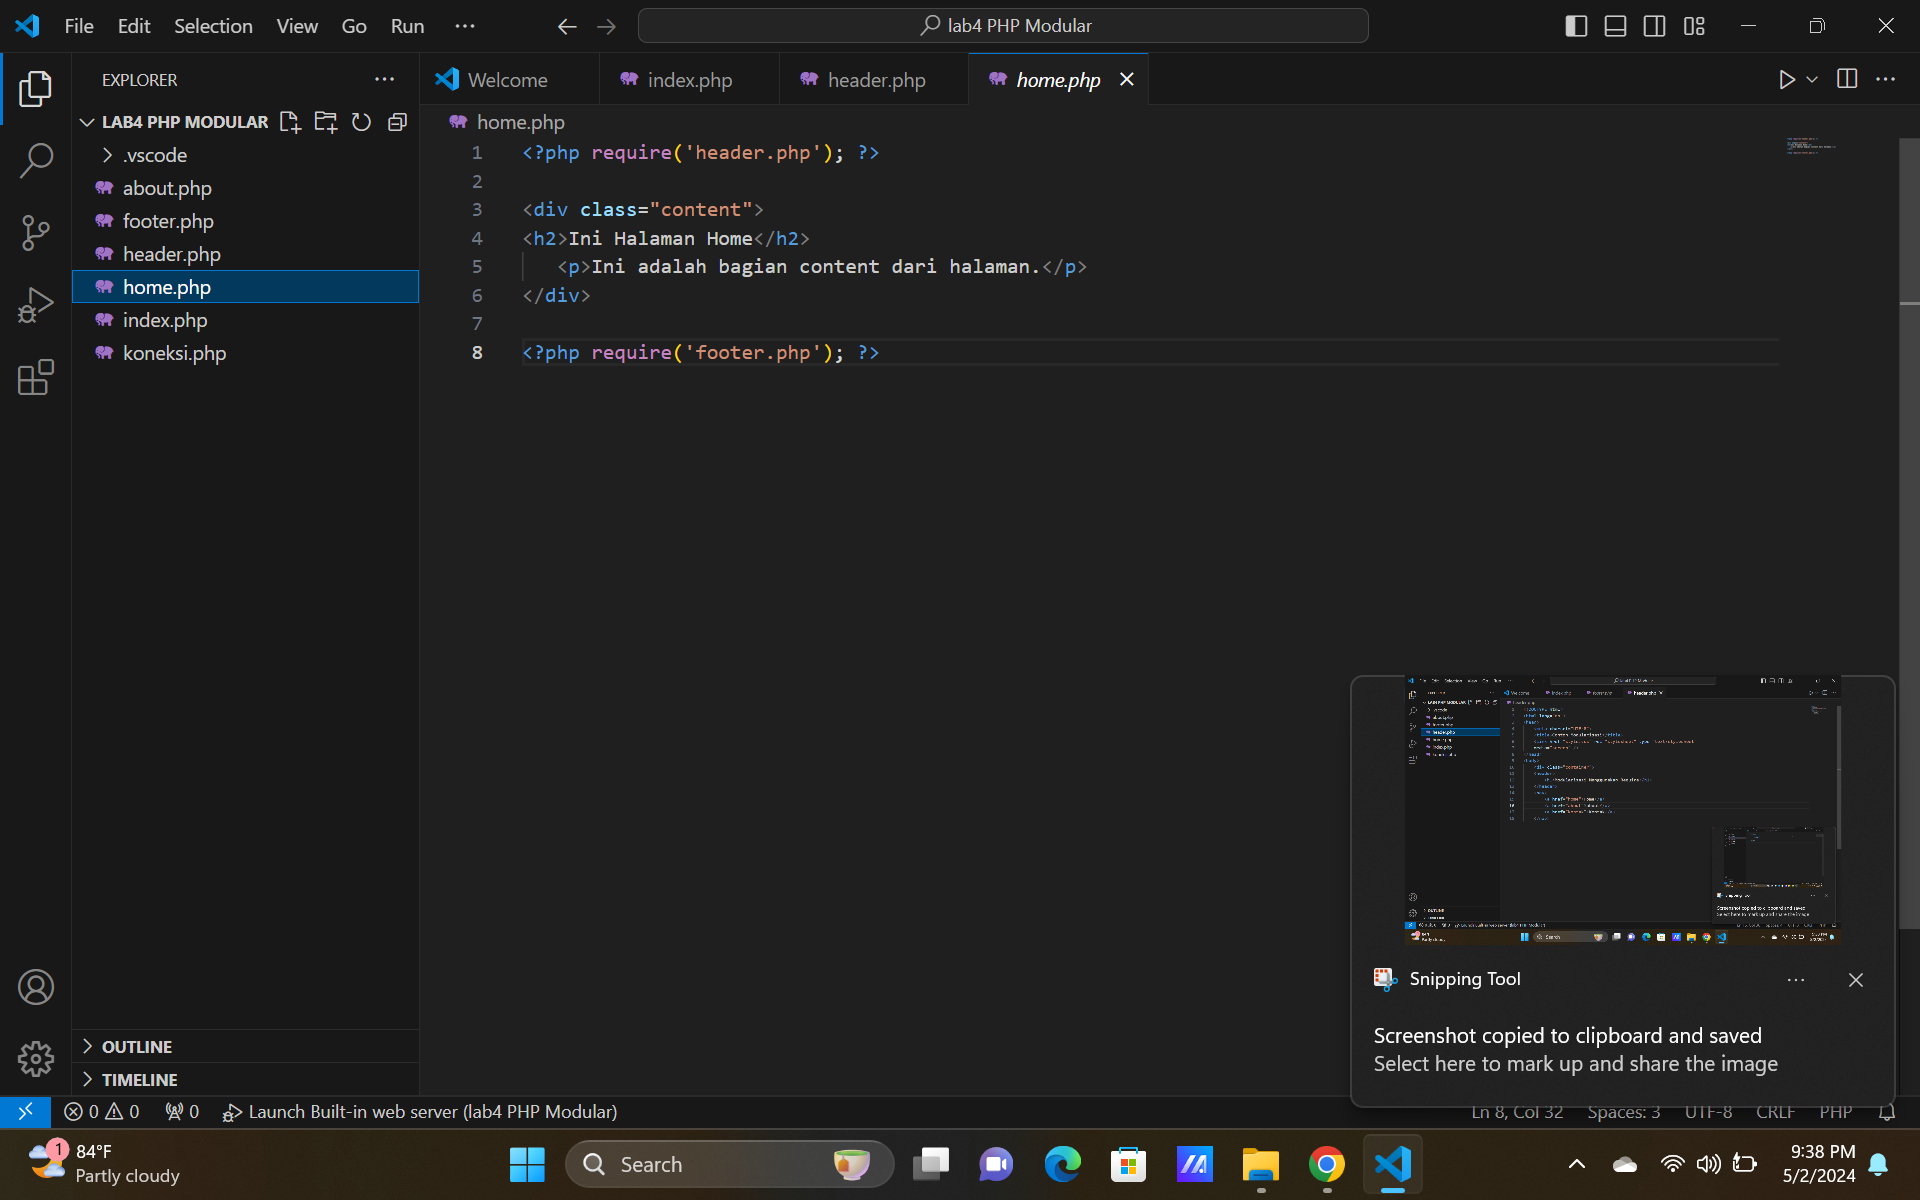 File Edit Selection View Go Run ···
lab4 PHP Modular
EXPLORER
LAB4 PHP MODULAR
.vscode
about.php
footer.php
header.php
home.php
index.php
koneksi.php
OUTLINE
TIMELINE
Welcome index.php header.php home.php
home.php
1 <?php require('header.php'); ?>
2
3 <div class="content">
4 <h2>Ini Halaman Home</h2>
5 <p>Ini adalah bagian content dari halaman.</p>
6 </div>
7
8 <?php require('footer.php'); ?>
Snipping Tool
Screenshot copied to clipboard and saved
Select here to mark up and share the image
0 0 0 Launch Built-in web server (lab4 PHP Modular)
Ln 8, Col 32 Spaces: 3 UTF-8 CRLF PHP
1 84°F
Partly cloudy
Search
9:38 PM
5/2/2024